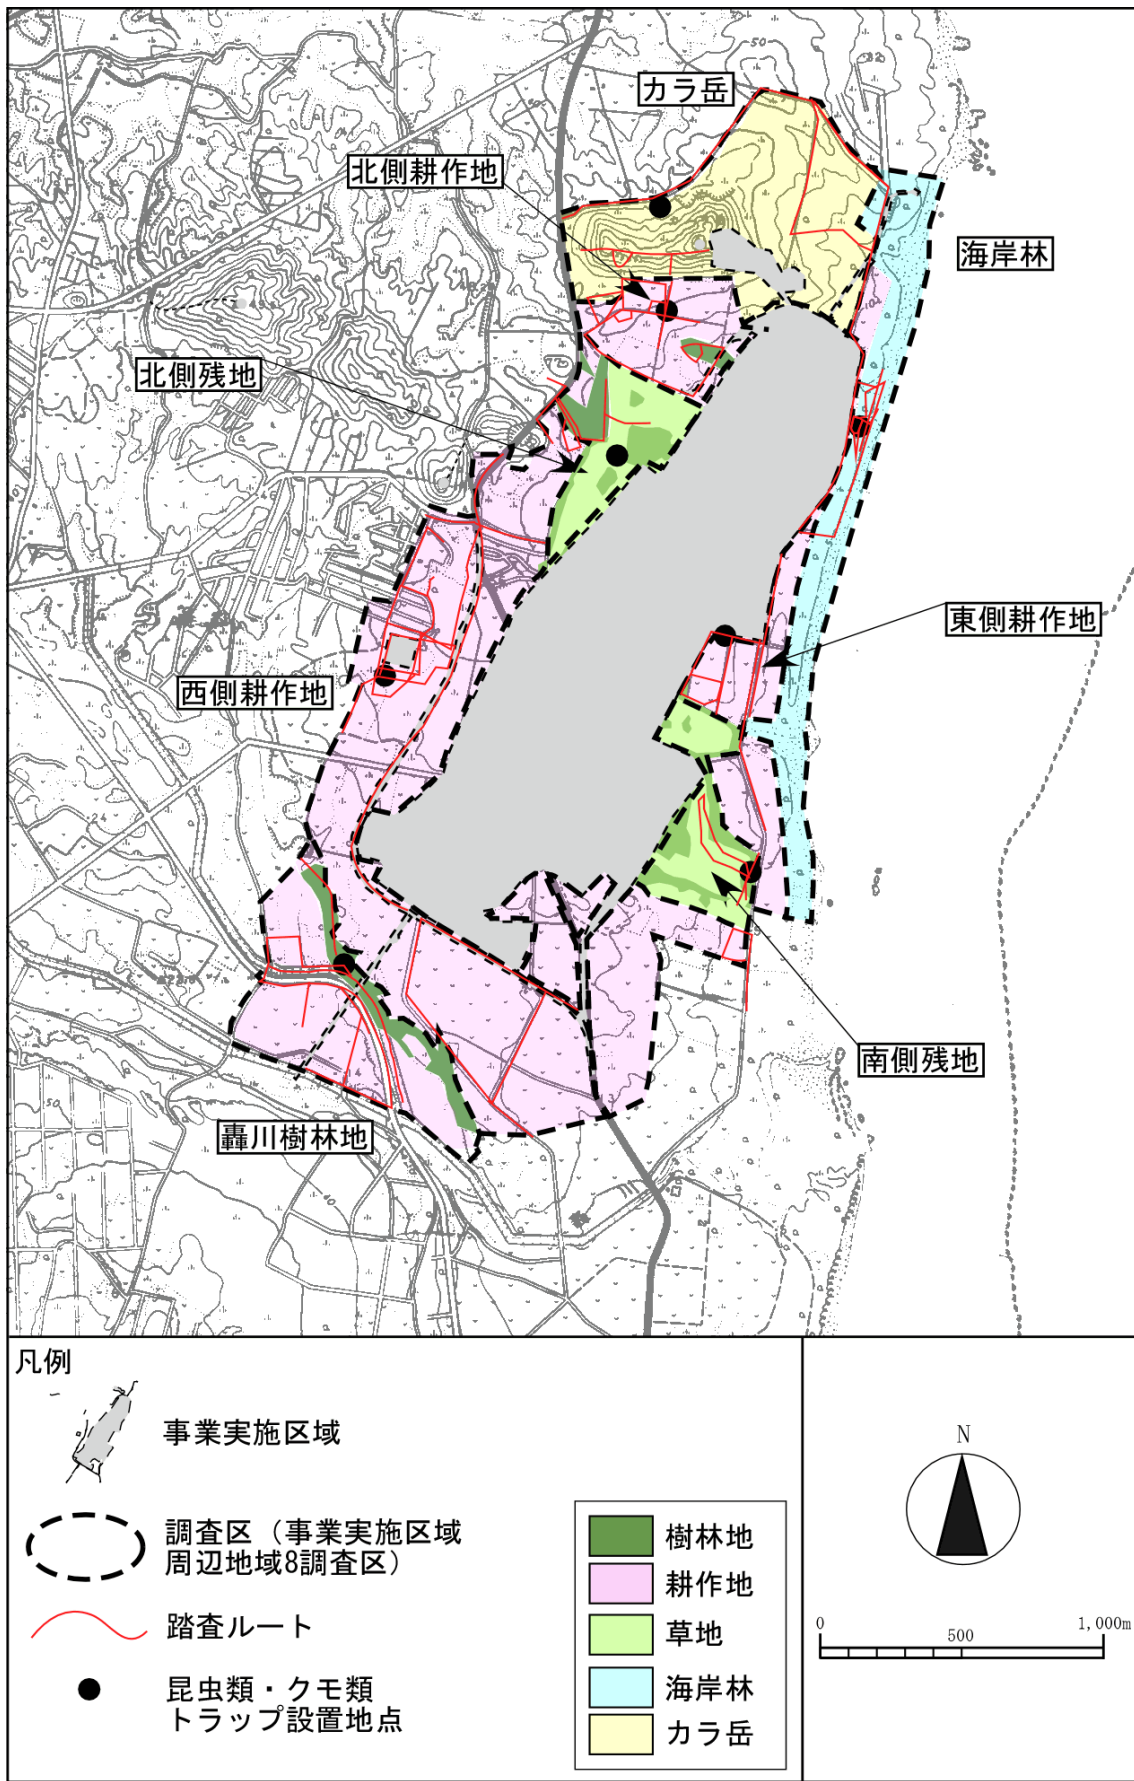 カラ岳
北側耕作地
海岸林
北側残地
東側耕作地
西側耕作地
南側残地
轟川樹林地
凡例
事業実施区域
調査区（事業実施区域
周辺地域8調査区）
踏査ルート
昆虫類・クモ類
トラップ設置地点
樹林地
耕作地
草地
海岸林
カラ岳
N
0
500
1,000m